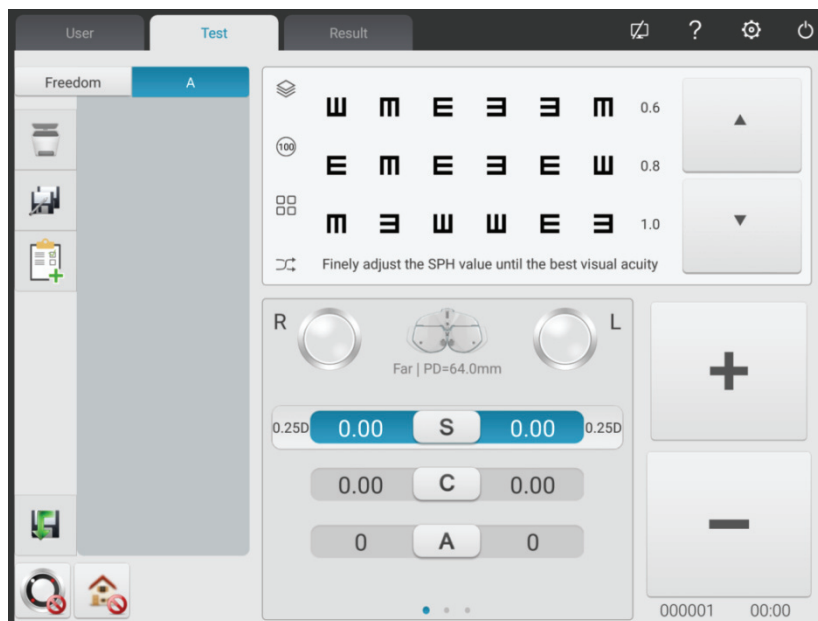 User Test Result ?
Freedom A
0.6
100
0.8
1.0
Finely adjust the SPH value until the best visual acuity
R L
Far | PD=64.0mm
0.25D 0.00 S 0.00 0.25D
0.00 C 0.00
0 A 0
000001 00:00